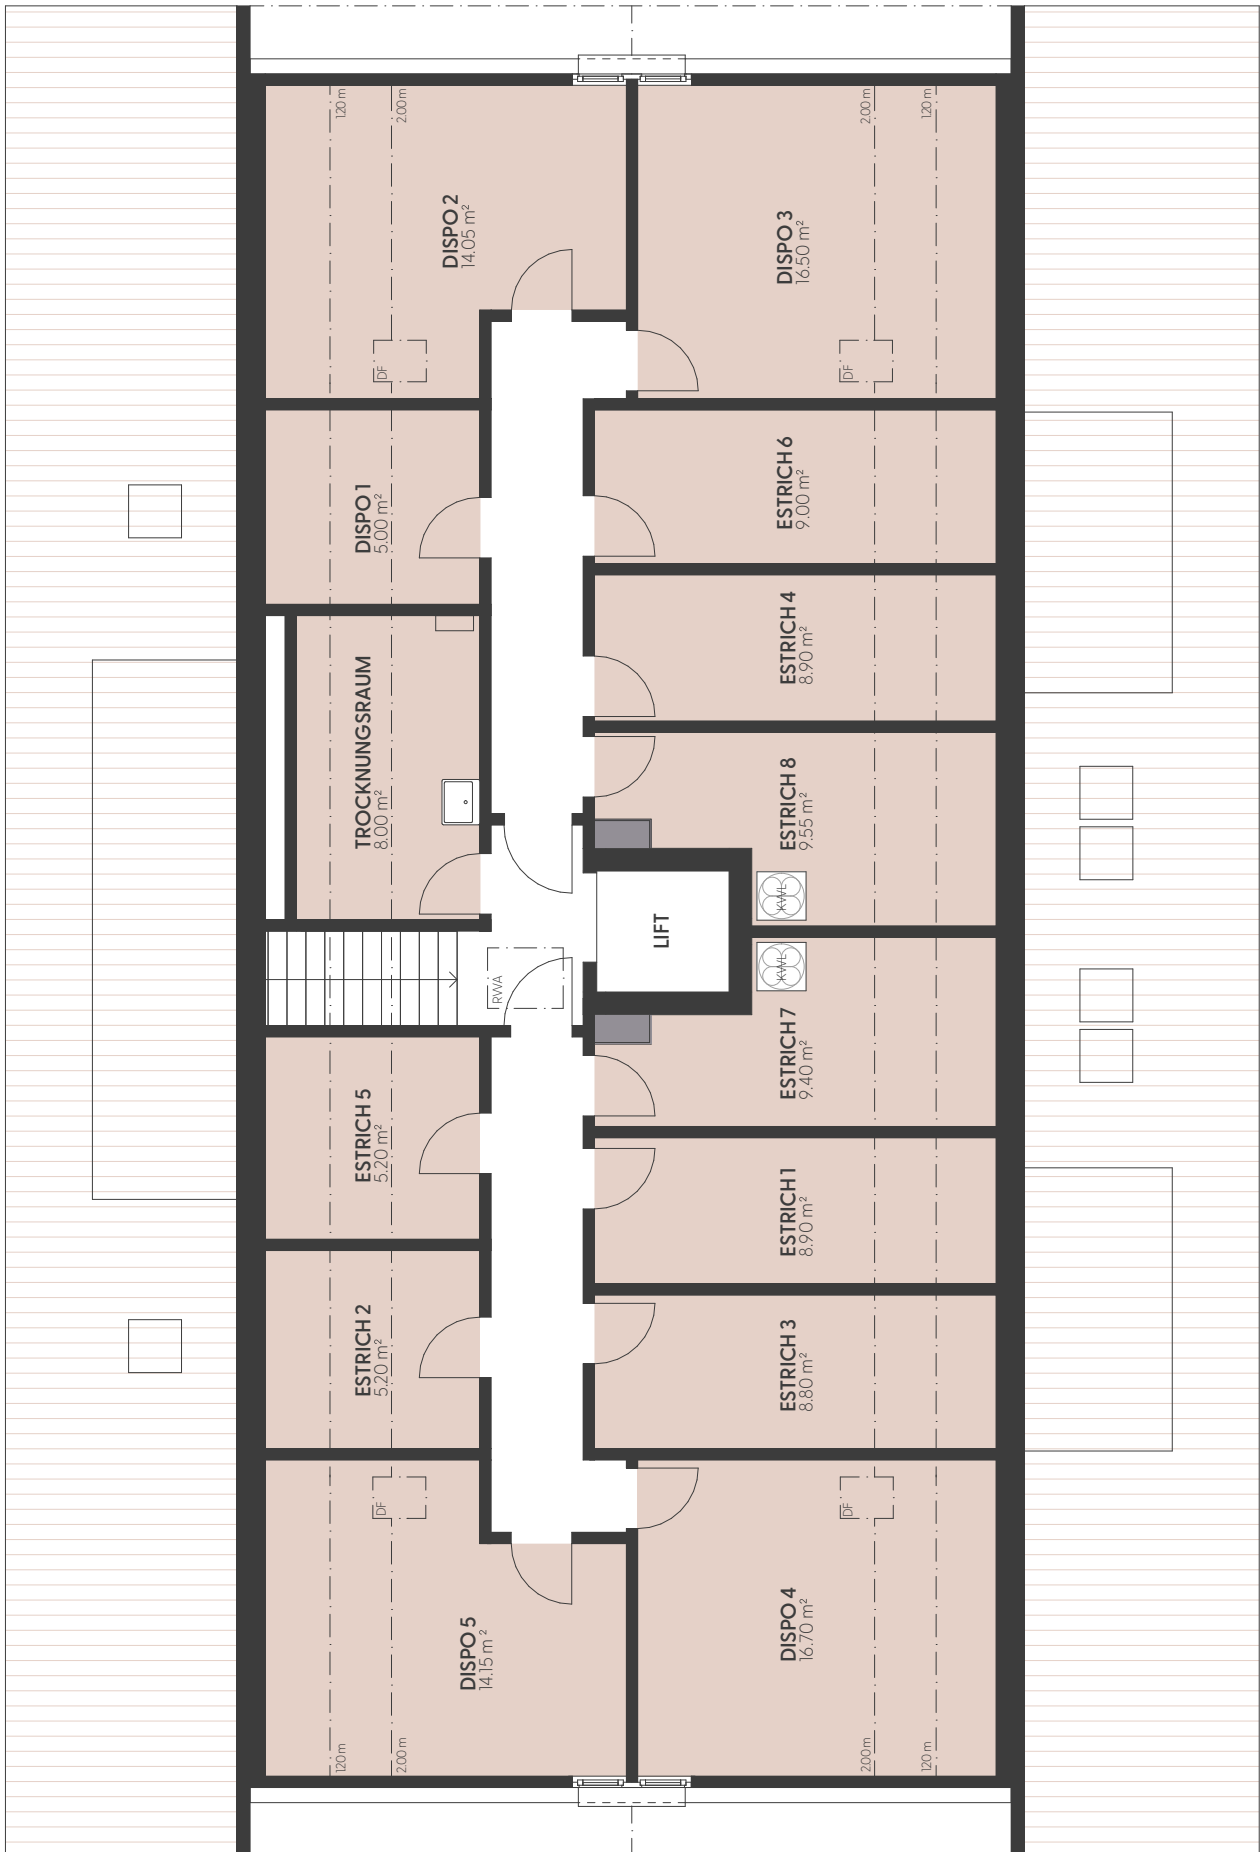 1.20 m
2.00 m
2.00 m
1.20 m
DISPO 2
14.05 m²
DISPO 3
16.50 m²
DF
DF
DISPO 1
5.00 m²
ESTRICH 6
9.00 m²
ESTRICH 4
8.90 m²
TROCKNUNGSRAUM
8.00 m²
ESTRICH 8
9.55 m²
KWL
LIFT
RWA
KWL
ESTRICH 7
9.40 m²
ESTRICH 5
5.20 m²
ESTRICH 1
8.90 m²
ESTRICH 2
5.20 m²
ESTRICH 3
8.80 m²
DF
DF
DISPO 5
14.15 m²
DISPO 4
16.70 m²
1.20 m
2.00 m
2.00 m
1.20 m